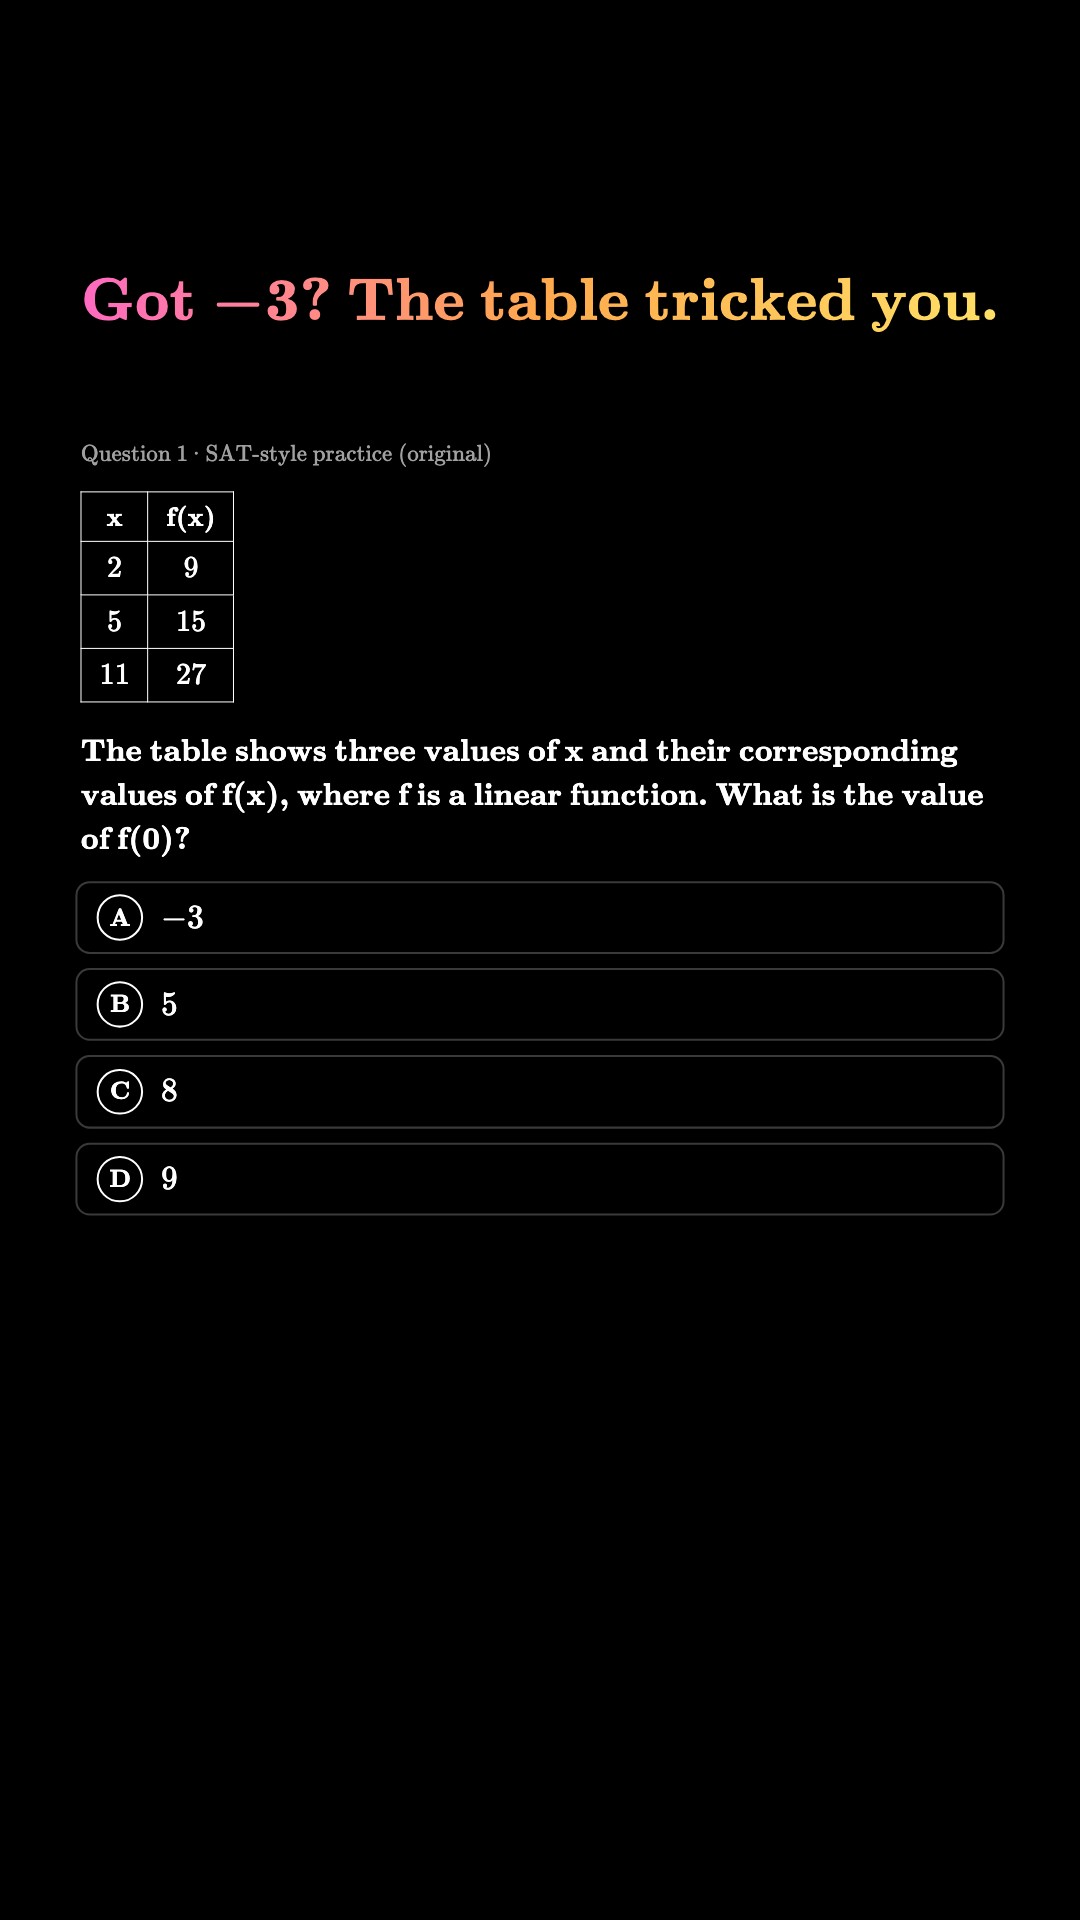 Got −3? The table tricked you.
Question 1 · SAT-style practice (original)
x f(x)
2 9
5 15
11 27
The table shows three values of x and their corresponding
values of f(x), where f is a linear function. What is the value
of f(0)?
A −3
B 5
C 8
D 9